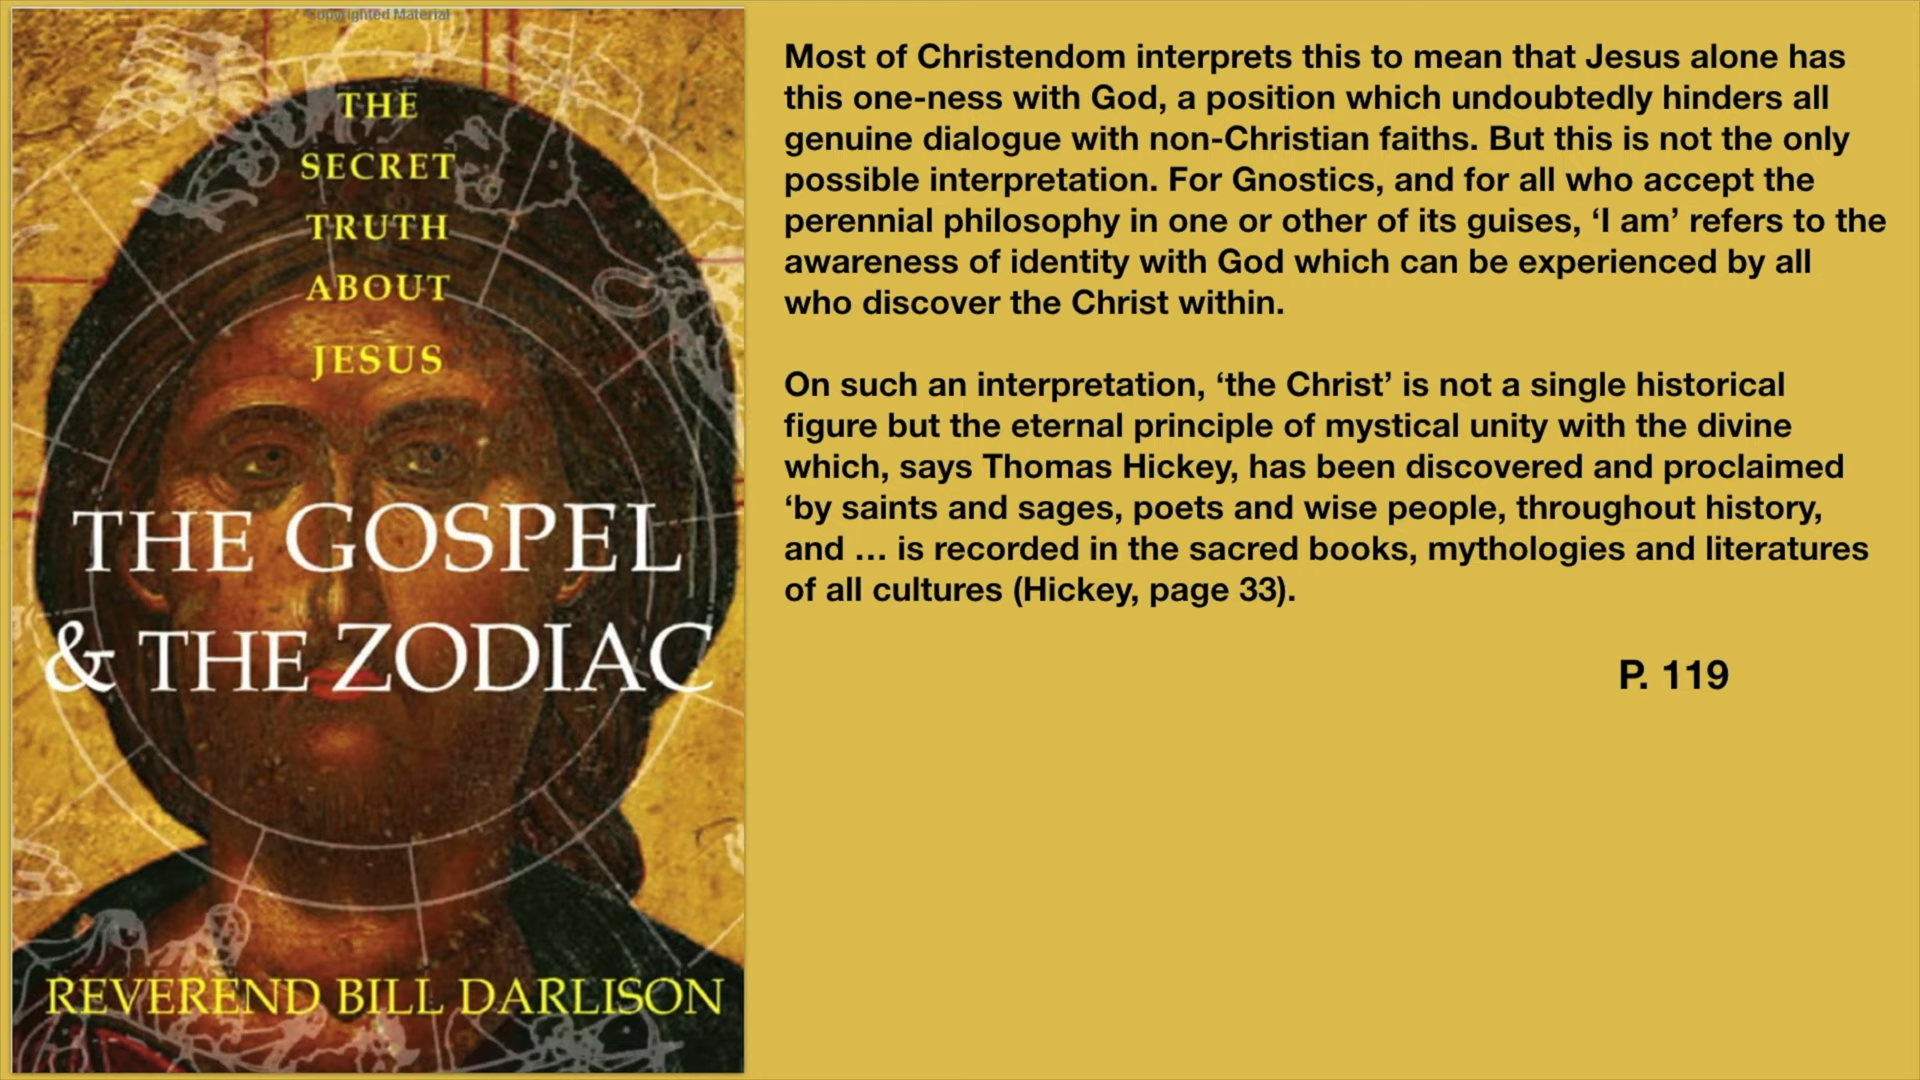 Copyrighted Material
THE
SECRET
TRUTH
ABOUT
JESUS
THE GOSPEL
& THE ZODIAC
REVEREND BILL DARLISON
Most of Christendom interprets this to mean that Jesus alone has
this one-ness with God, a position which undoubtedly hinders all
genuine dialogue with non-Christian faiths. But this is not the only
possible interpretation. For Gnostics, and for all who accept the
perennial philosophy in one or other of its guises, ‘I am’ refers to the
awareness of identity with God which can be experienced by all
who discover the Christ within.
On such an interpretation, ‘the Christ’ is not a single historical
figure but the eternal principle of mystical unity with the divine
which, says Thomas Hickey, has been discovered and proclaimed
‘by saints and sages, poets and wise people, throughout history,
and … is recorded in the sacred books, mythologies and literatures
of all cultures (Hickey, page 33).
P. 119